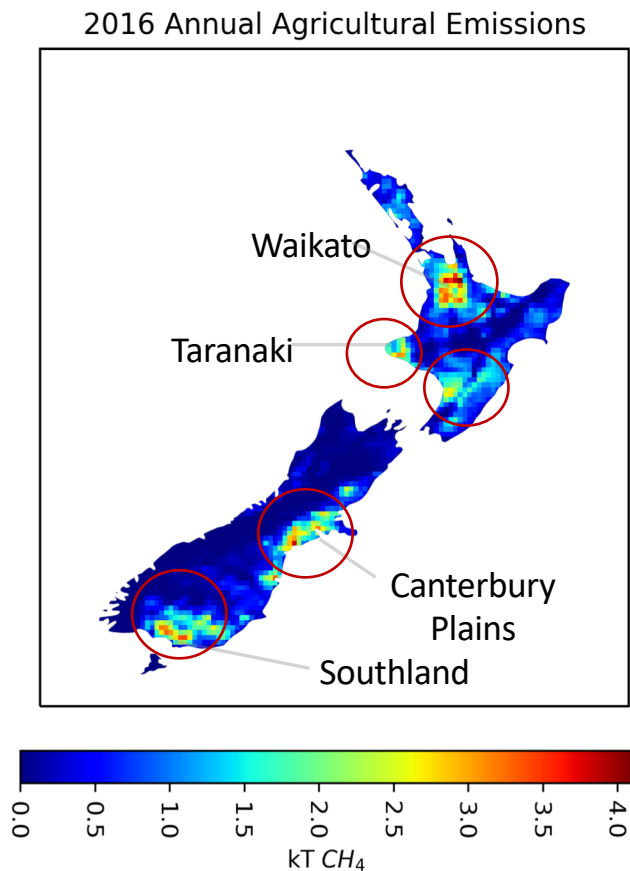 2016 Annual Agricultural Emissions
Waikato
Taranaki
Canterbury
Plains
Southland
0.0 0.5 1.0 1.5 2.0 2.5 3.0 3.5 4.0
kT CH₄